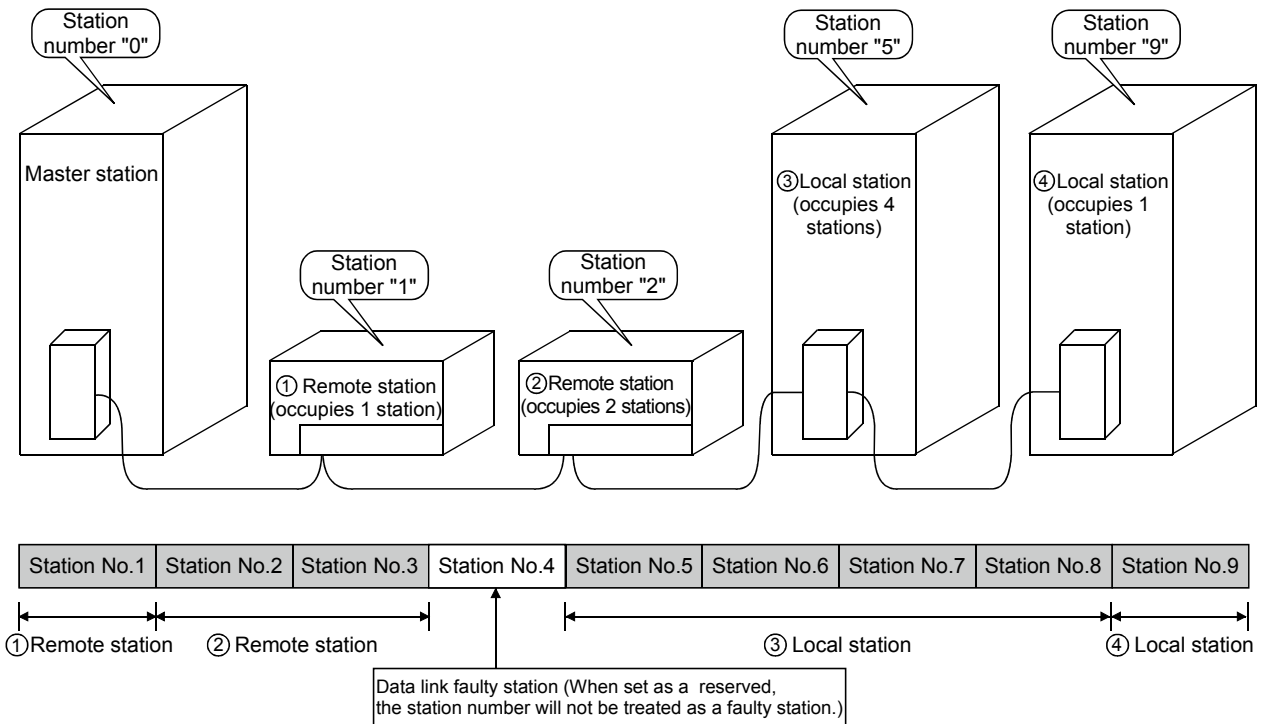 Station
number "0"
Station
number "5"
Station
number "9"
Master station
③Local station
(occupies 4
stations)
④Local station
(occupies 1
station)
Station
number "1"
Station
number "2"
① Remote station
(occupies 1 station)
②Remote station
(occupies 2 stations)
Station No.1 Station No.2 Station No.3 Station No.4 Station No.5 Station No.6 Station No.7 Station No.8 Station No.9
①Remote station ② Remote station ③ Local station ④ Local station
Data link faulty station (When set as a reserved,
the station number will not be treated as a faulty station.)